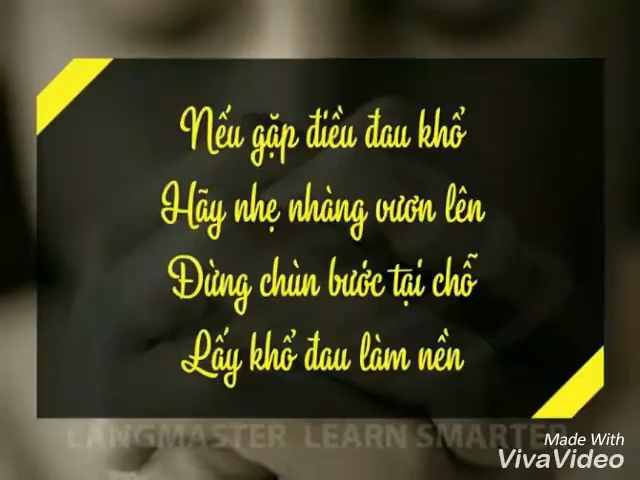 Nếu gặp điều đau khổ
Hãy nhẹ nhàng vươn lên
Đừng chùn bước tại chỗ
Lấy khổ đau làm nền
LANGMASTER LEARN SMARTER
Made With
VivaVideo